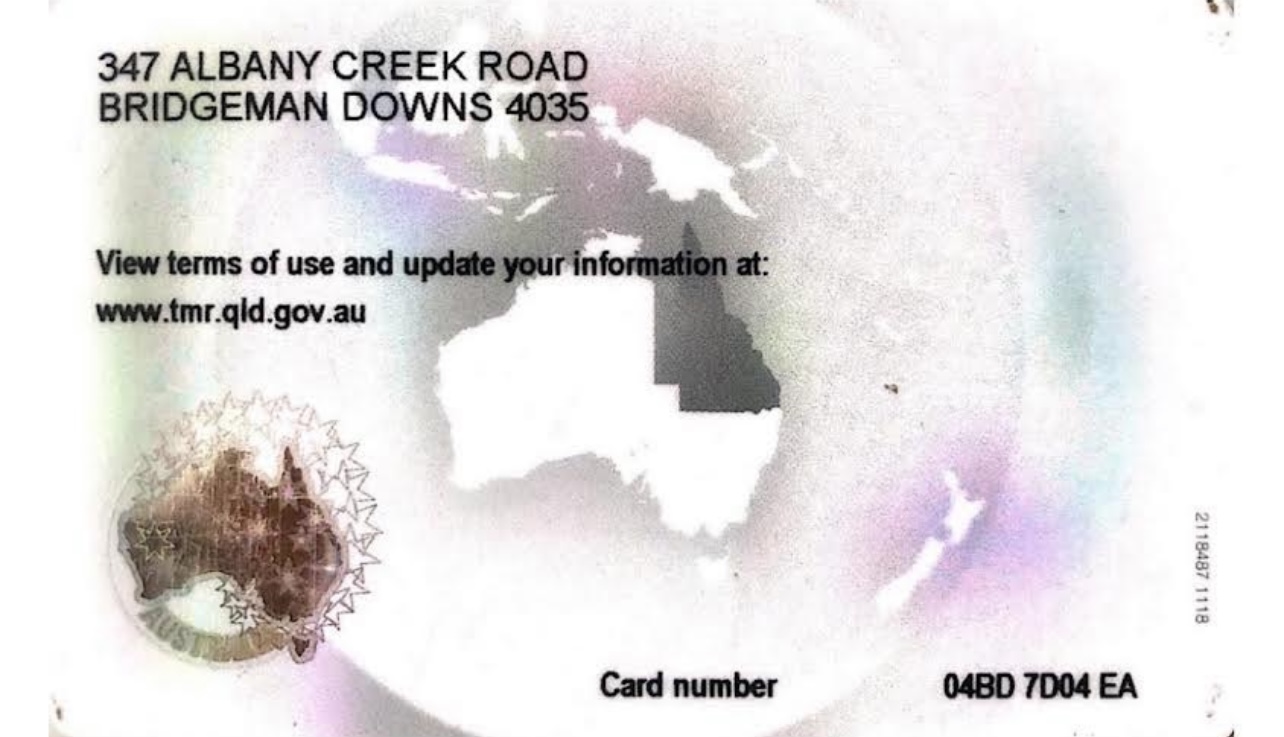 347 ALBANY CREEK ROAD
BRIDGEMAN DOWNS 4035
View terms of use and update your information at:
www.tmr.qld.gov.au
AUST
2118487 1118
Card number 04BD 7D04 EA